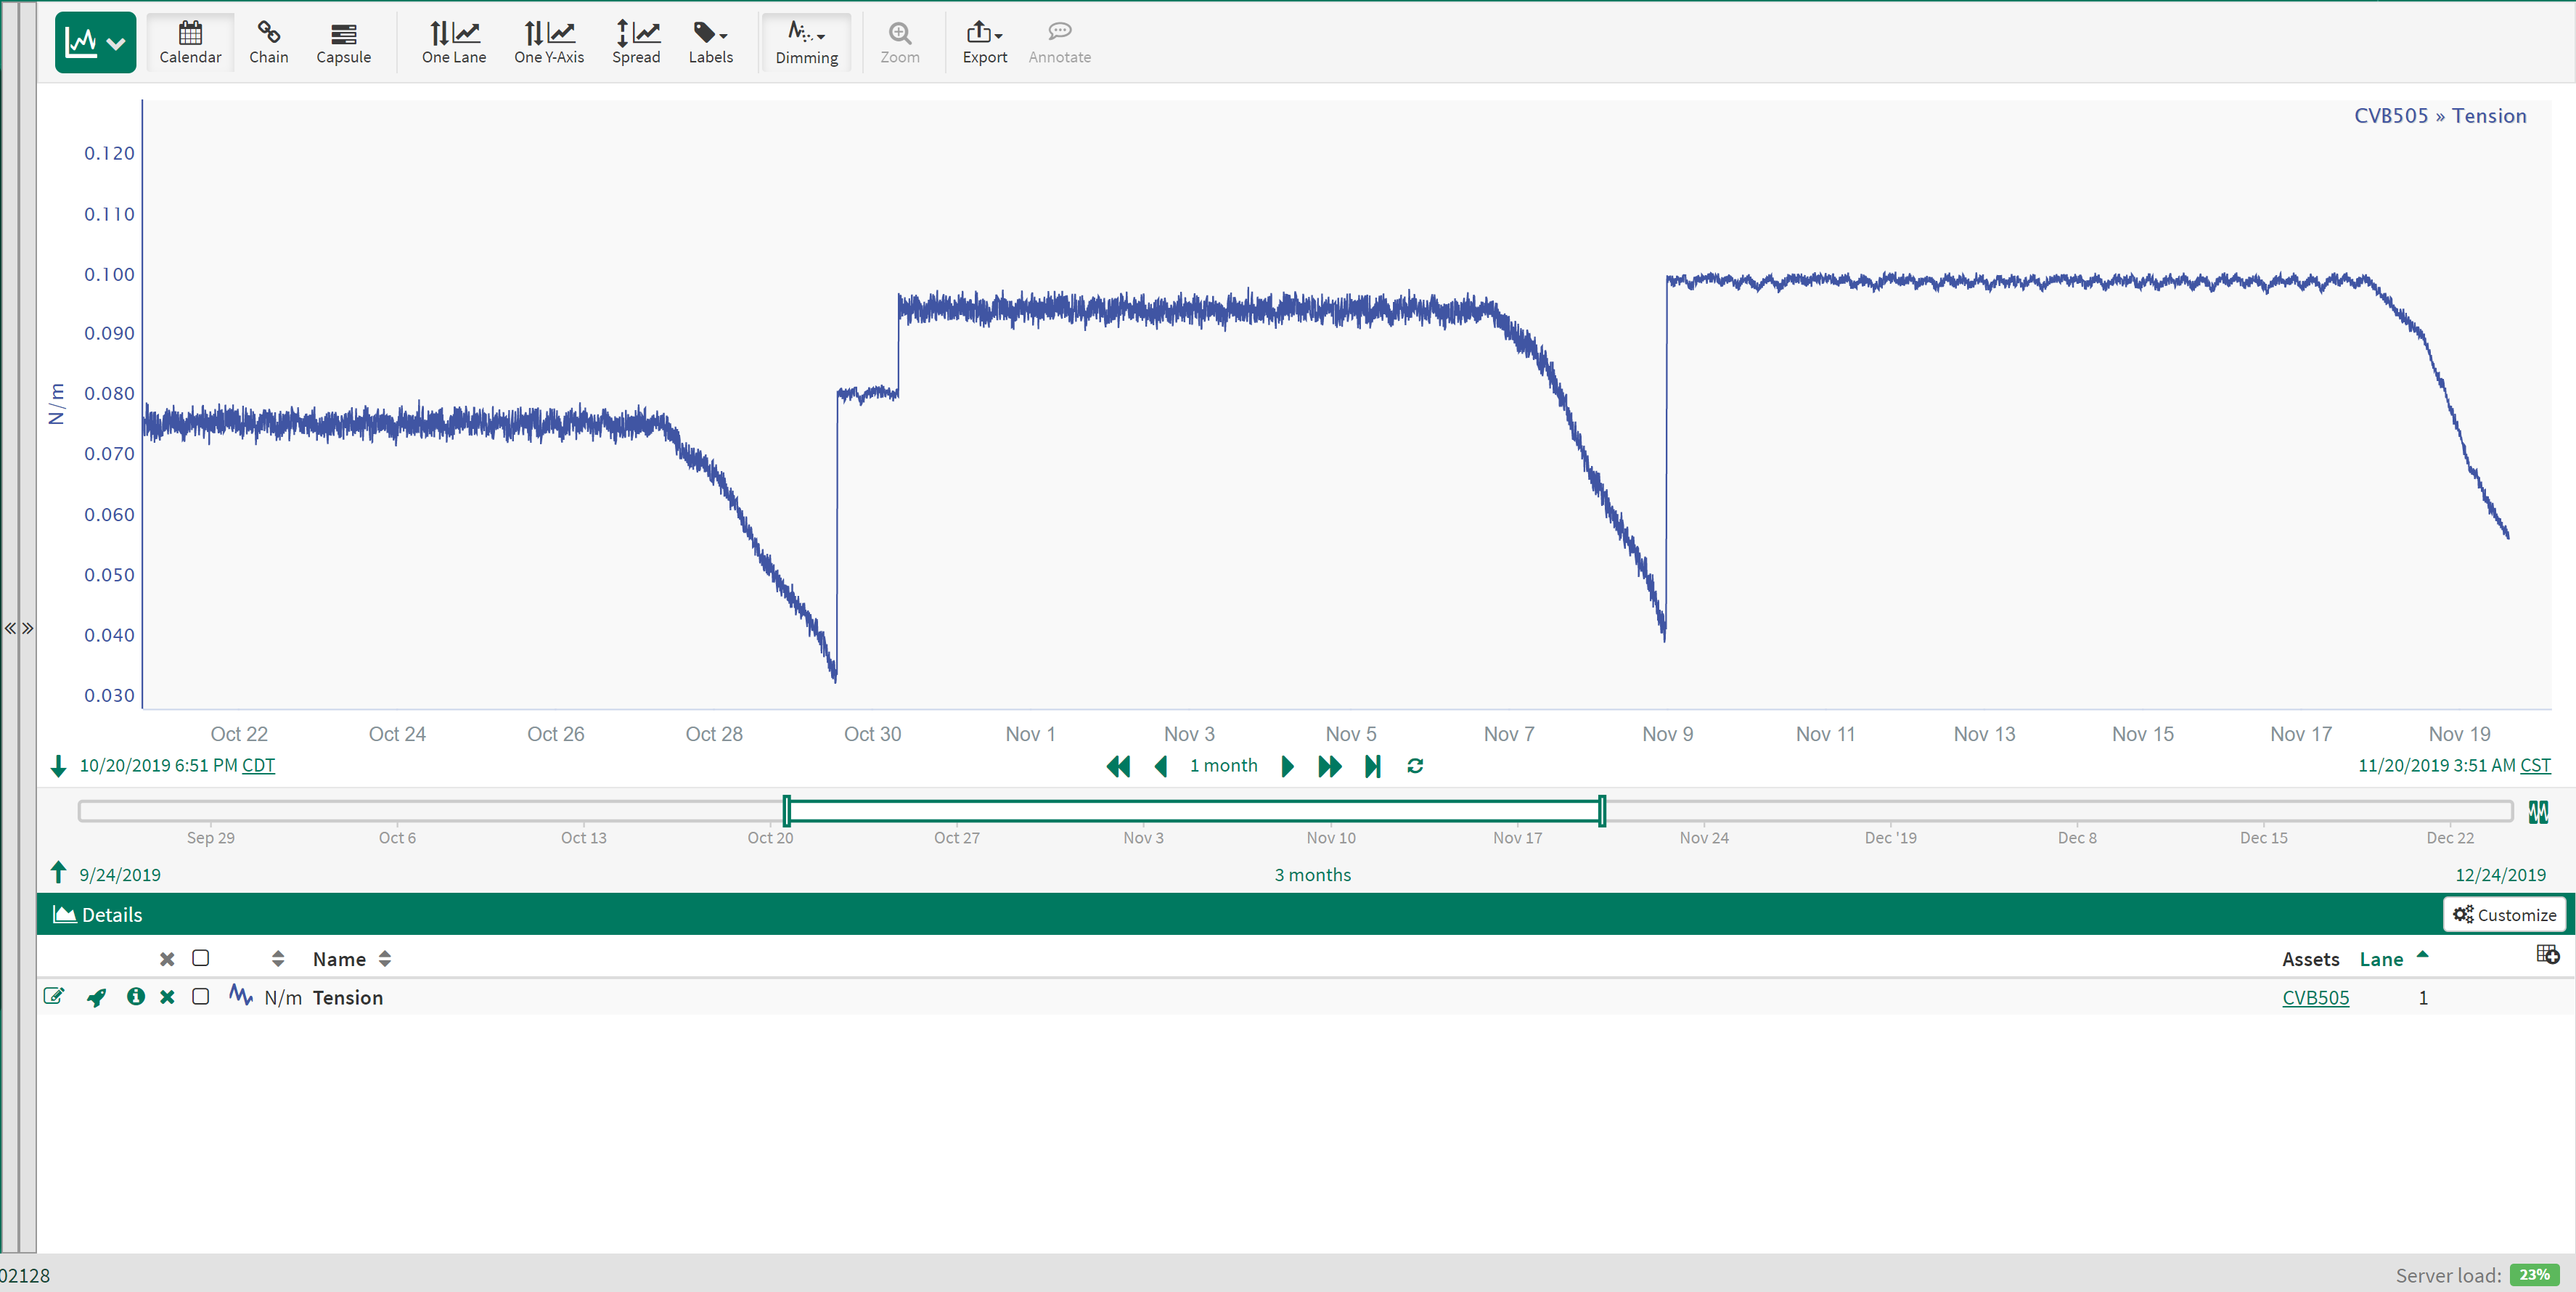 Calendar Chain Capsule One Lane One Y-Axis Spread Labels Dimming Zoom Export Annotate
CVB505 » Tension
0.120
0.110
0.100
0.090
0.080
0.070
0.060
0.050
0.040
0.030
N/m
Oct 22 Oct 24 Oct 26 Oct 28 Oct 30 Nov 1 Nov 3 Nov 5 Nov 7 Nov 9 Nov 11 Nov 13 Nov 15 Nov 17 Nov 19
10/20/2019 6:51 PM CDT 1 month 11/20/2019 3:51 AM CST
Sep 29 Oct 6 Oct 13 Oct 20 Oct 27 Nov 3 Nov 10 Nov 17 Nov 24 Dec '19 Dec 8 Dec 15 Dec 22
9/24/2019 3 months 12/24/2019
Details Customize
Name Assets Lane
N/m Tension CVB505 1
02128 Server load: 23%